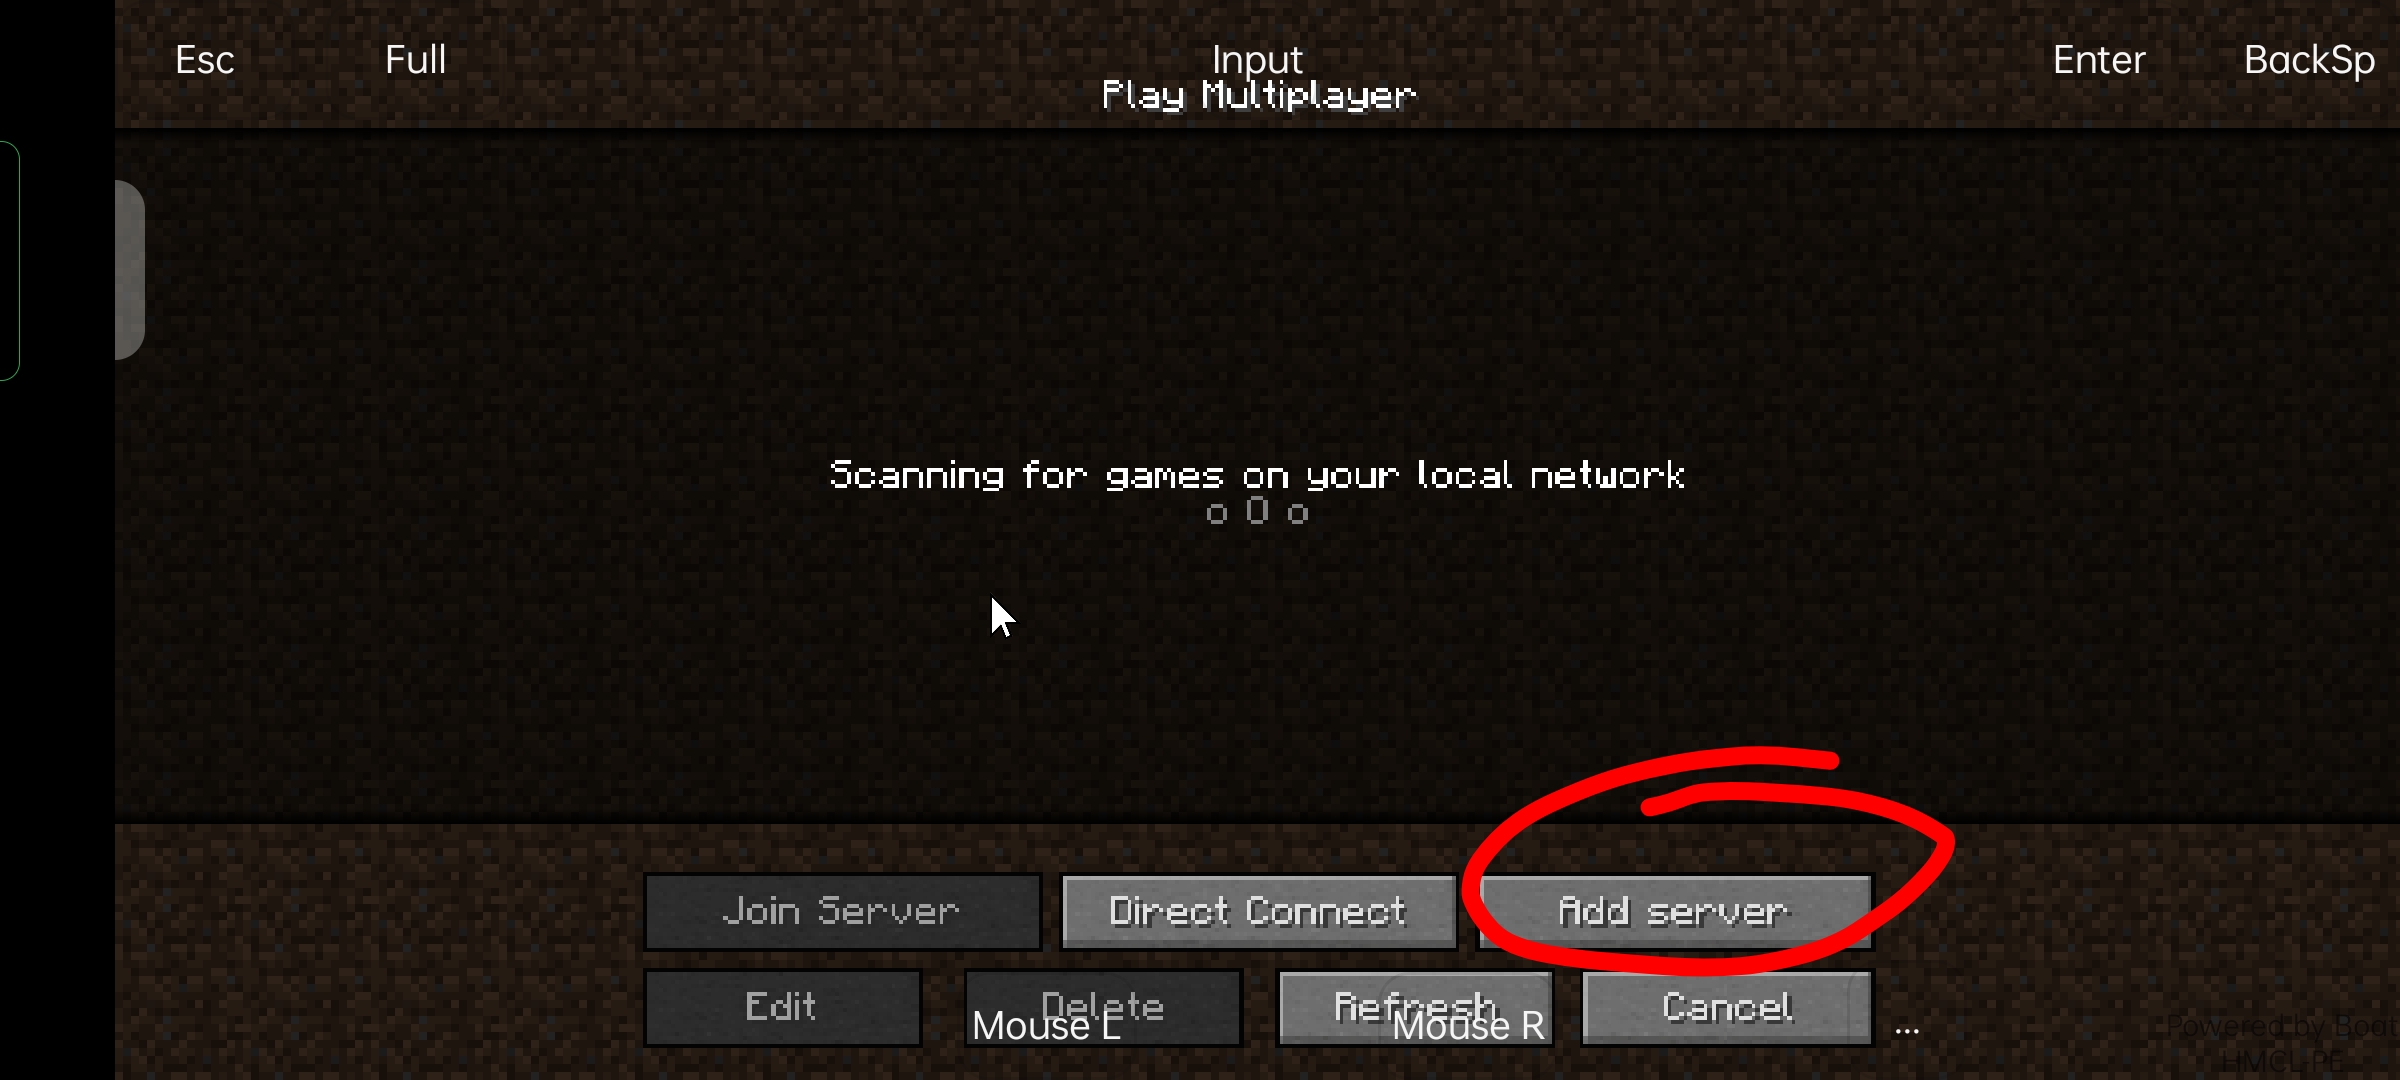 Esc Full Input Enter BackSp
Play Multiplayer
Scanning for games on your local network
o O o
Join Server Direct Connect Add server
Edit Delete Refresh Cancel
Mouse L Mouse R ...
Powered by Boat
HMCL-PE